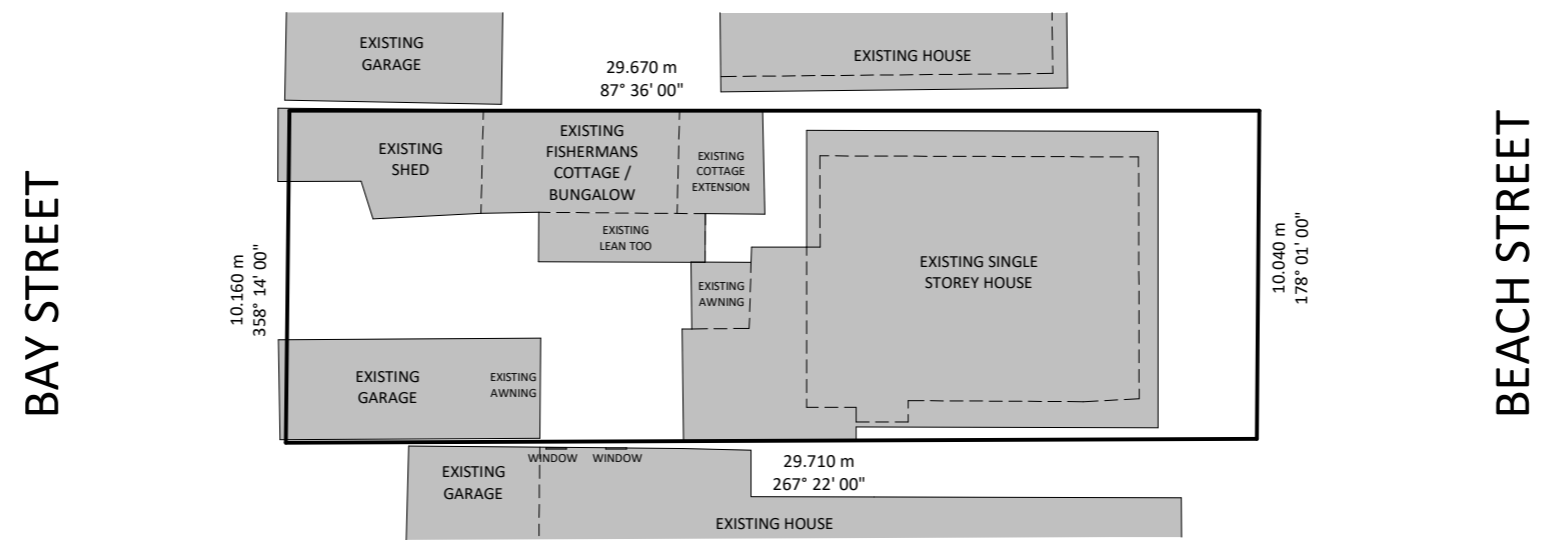 EXISTING
GARAGE
29.670 m
87° 36' 00"
EXISTING HOUSE
BAY STREET
10.160 m
358° 14' 00"
EXISTING
SHED
EXISTING
FISHERMANS
COTTAGE /
BUNGALOW
EXISTING
COTTAGE
EXTENSION
EXISTING
LEAN TOO
EXISTING
AWNING
EXISTING SINGLE
STOREY HOUSE
10.040 m
178° 01' 00"
BEACH STREET
EXISTING
GARAGE
EXISTING
AWNING
EXISTING
GARAGE
WINDOW
WINDOW
29.710 m
267° 22' 00"
EXISTING HOUSE